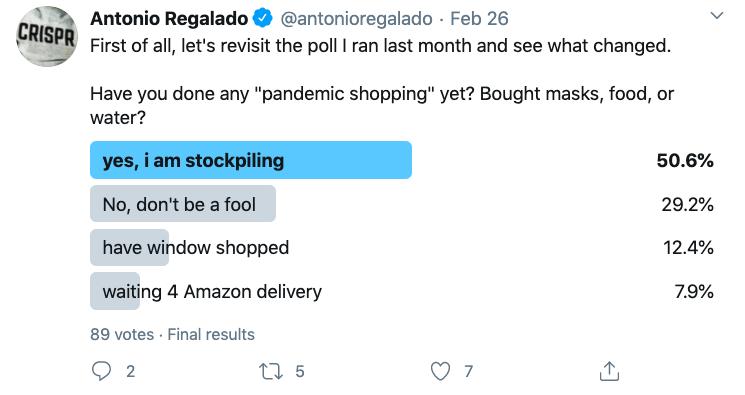 CRISPR
Antonio Regalado @antonioregalado · Feb 26
First of all, let's revisit the poll I ran last month and see what changed.
Have you done any "pandemic shopping" yet? Bought masks, food, or
water?
yes, i am stockpiling 50.6%
No, don't be a fool 29.2%
have window shopped 12.4%
waiting 4 Amazon delivery 7.9%
89 votes · Final results
2 5 7